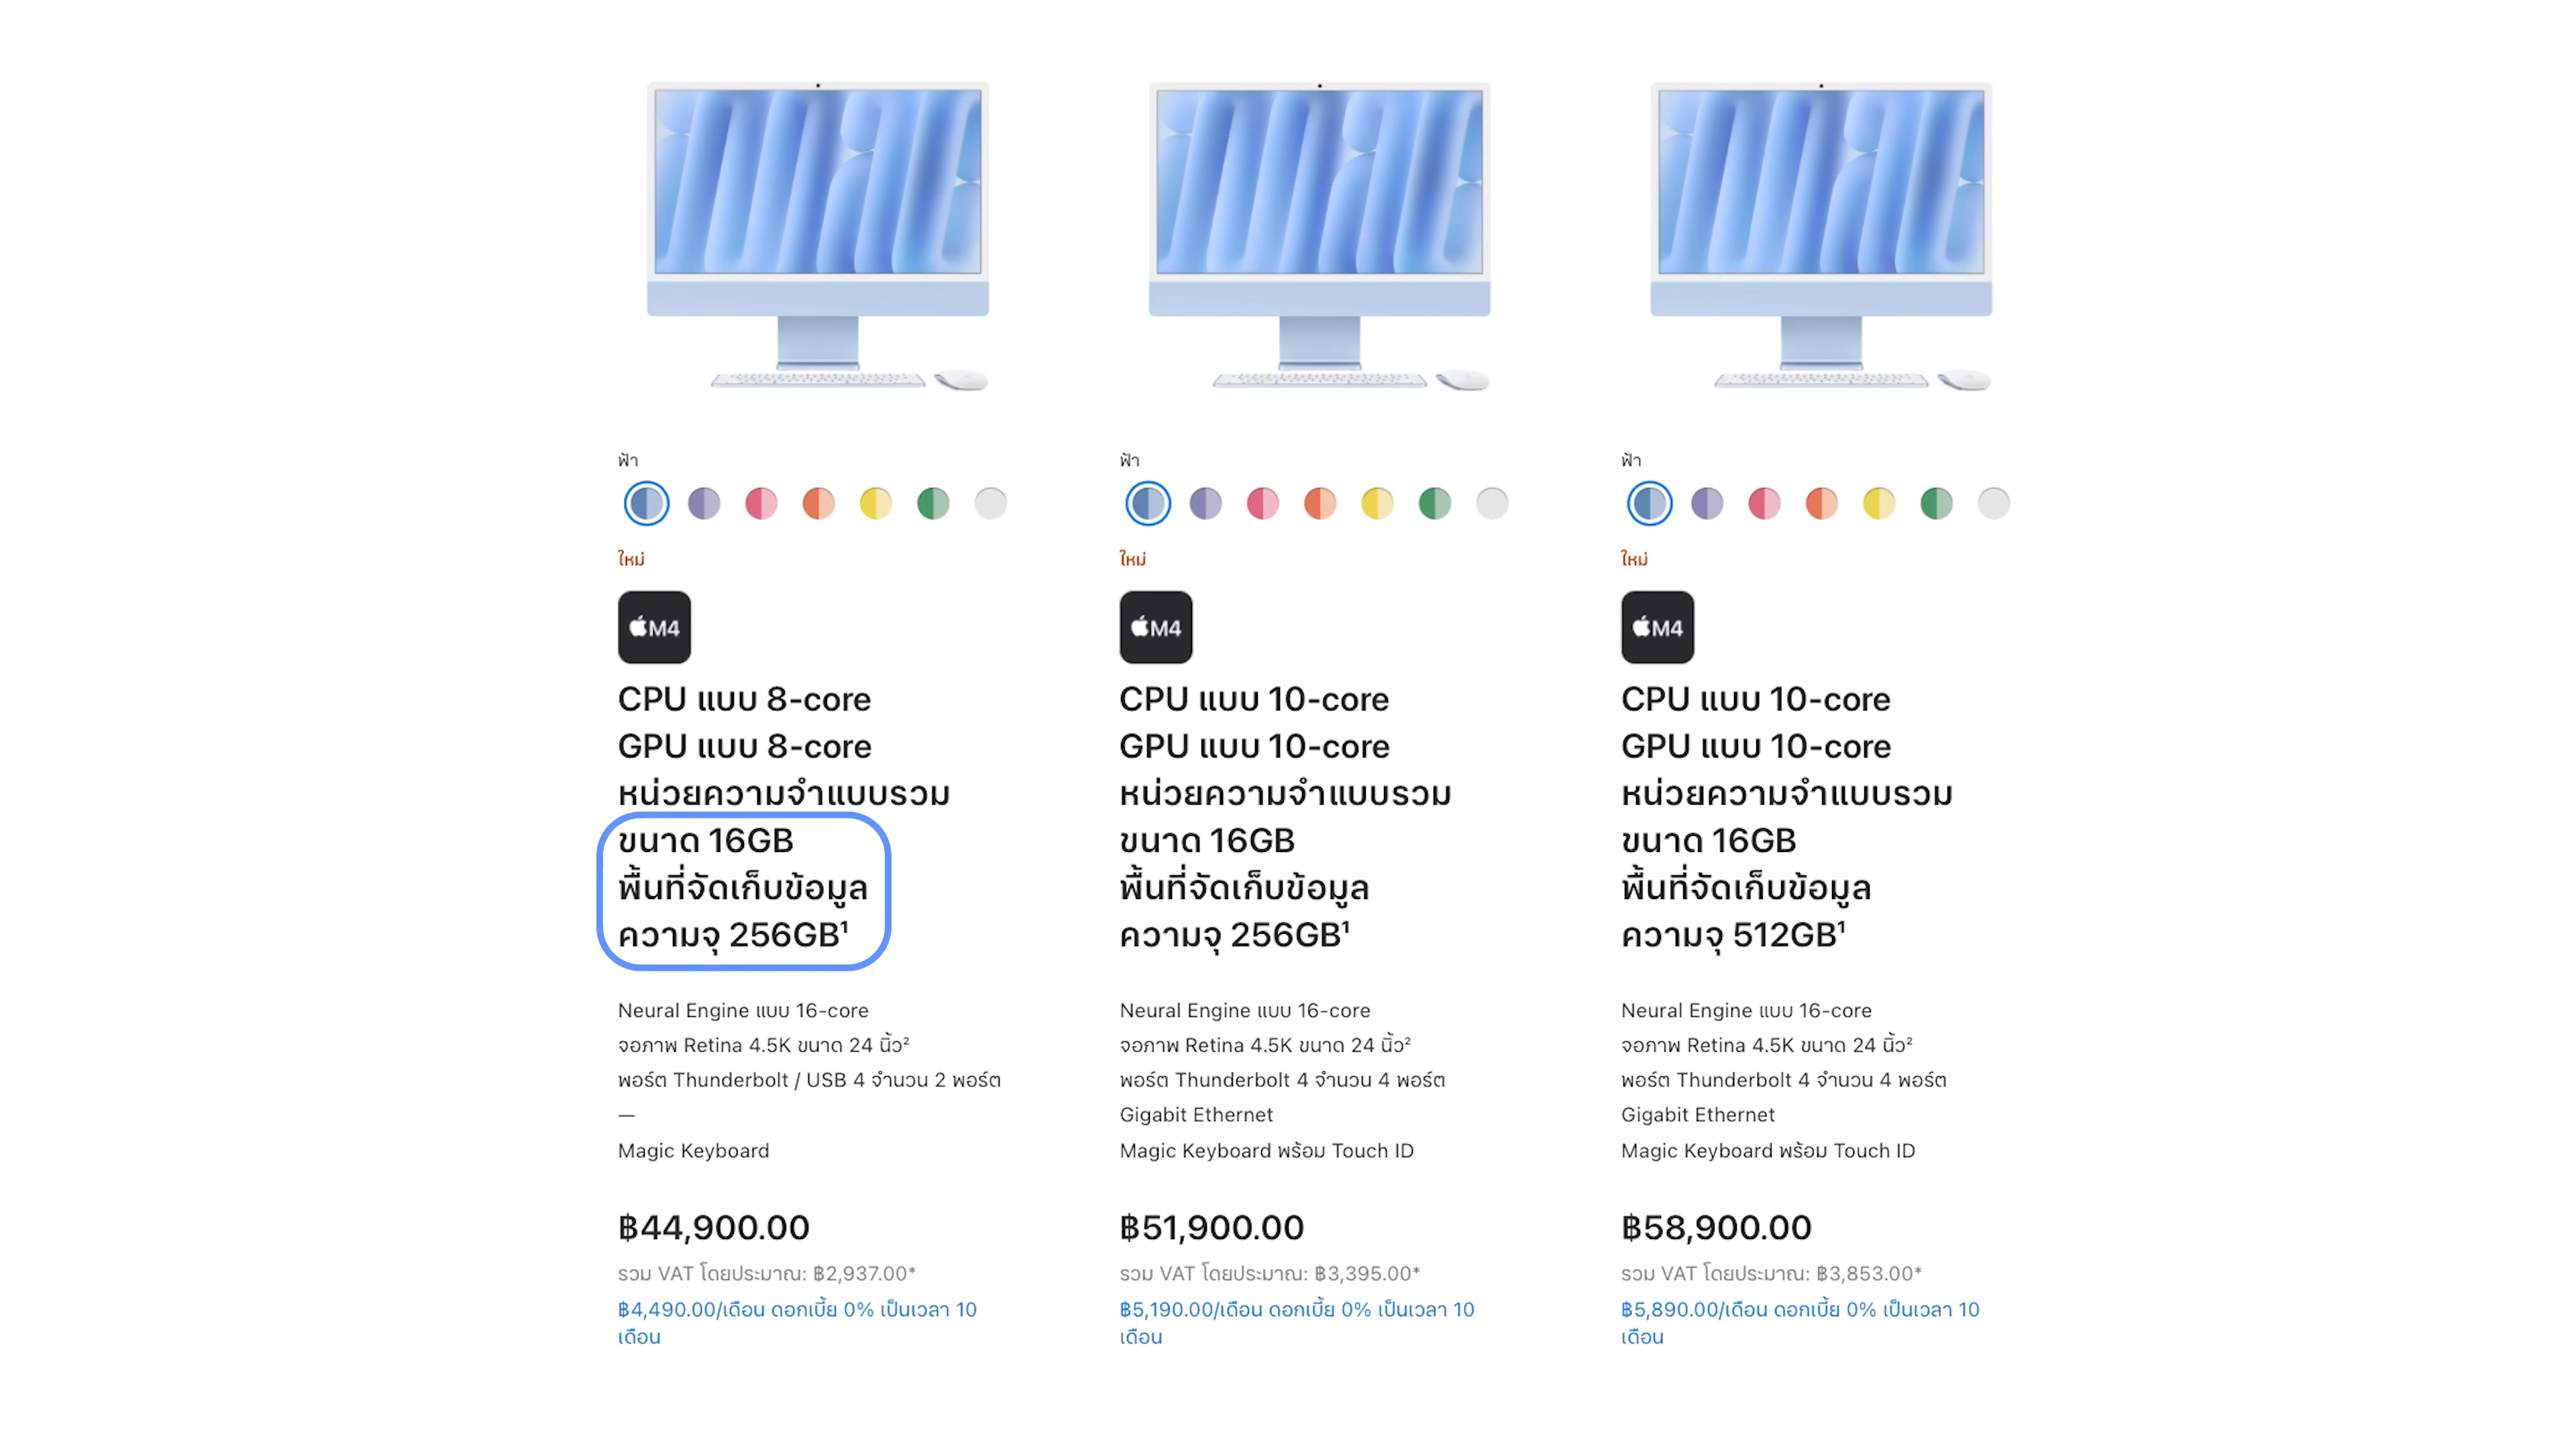 ฟ้า
ใหม่
M4
CPU แบบ 8-core
GPU แบบ 8-core
หน่วยความจำแบบรวม
ขนาด 16GB
พื้นที่จัดเก็บข้อมูล
ความจุ 256GB¹
Neural Engine แบบ 16-core
จอภาพ Retina 4.5K ขนาด 24 นิ้ว²
พอร์ต Thunderbolt / USB 4 จำนวน 2 พอร์ต
—
Magic Keyboard
฿44,900.00
รวม VAT โดยประมาณ: ฿2,937.00*
฿4,490.00/เดือน ดอกเบี้ย 0% เป็นเวลา 10
เดือน
ฟ้า
ใหม่
M4
CPU แบบ 10-core
GPU แบบ 10-core
หน่วยความจำแบบรวม
ขนาด 16GB
พื้นที่จัดเก็บข้อมูล
ความจุ 256GB¹
Neural Engine แบบ 16-core
จอภาพ Retina 4.5K ขนาด 24 นิ้ว²
พอร์ต Thunderbolt 4 จำนวน 4 พอร์ต
Gigabit Ethernet
Magic Keyboard พร้อม Touch ID
฿51,900.00
รวม VAT โดยประมาณ: ฿3,395.00*
฿5,190.00/เดือน ดอกเบี้ย 0% เป็นเวลา 10
เดือน
ฟ้า
ใหม่
M4
CPU แบบ 10-core
GPU แบบ 10-core
หน่วยความจำแบบรวม
ขนาด 16GB
พื้นที่จัดเก็บข้อมูล
ความจุ 512GB¹
Neural Engine แบบ 16-core
จอภาพ Retina 4.5K ขนาด 24 นิ้ว²
พอร์ต Thunderbolt 4 จำนวน 4 พอร์ต
Gigabit Ethernet
Magic Keyboard พร้อม Touch ID
฿58,900.00
รวม VAT โดยประมาณ: ฿3,853.00*
฿5,890.00/เดือน ดอกเบี้ย 0% เป็นเวลา 10
เดือน